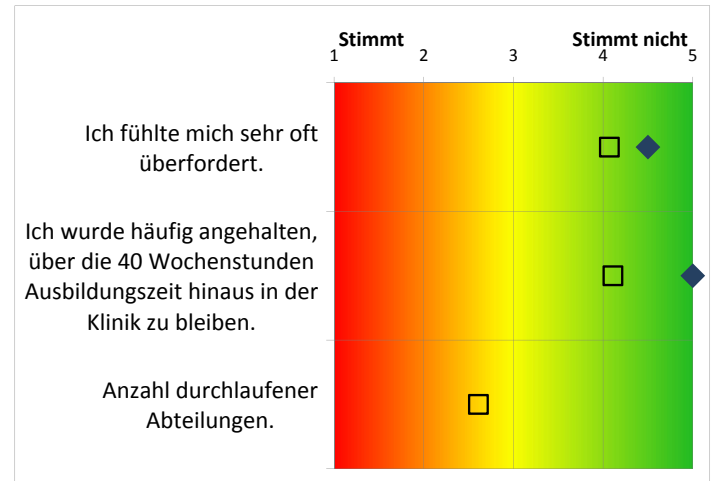 Stimmt Stimmt nicht
1 2 3 4 5
Ich fühlte mich sehr oft
überfordert.
Ich wurde häufig angehalten,
über die 40 Wochenstunden
Ausbildungszeit hinaus in der
Klinik zu bleiben.
Anzahl durchlaufener
Abteilungen.